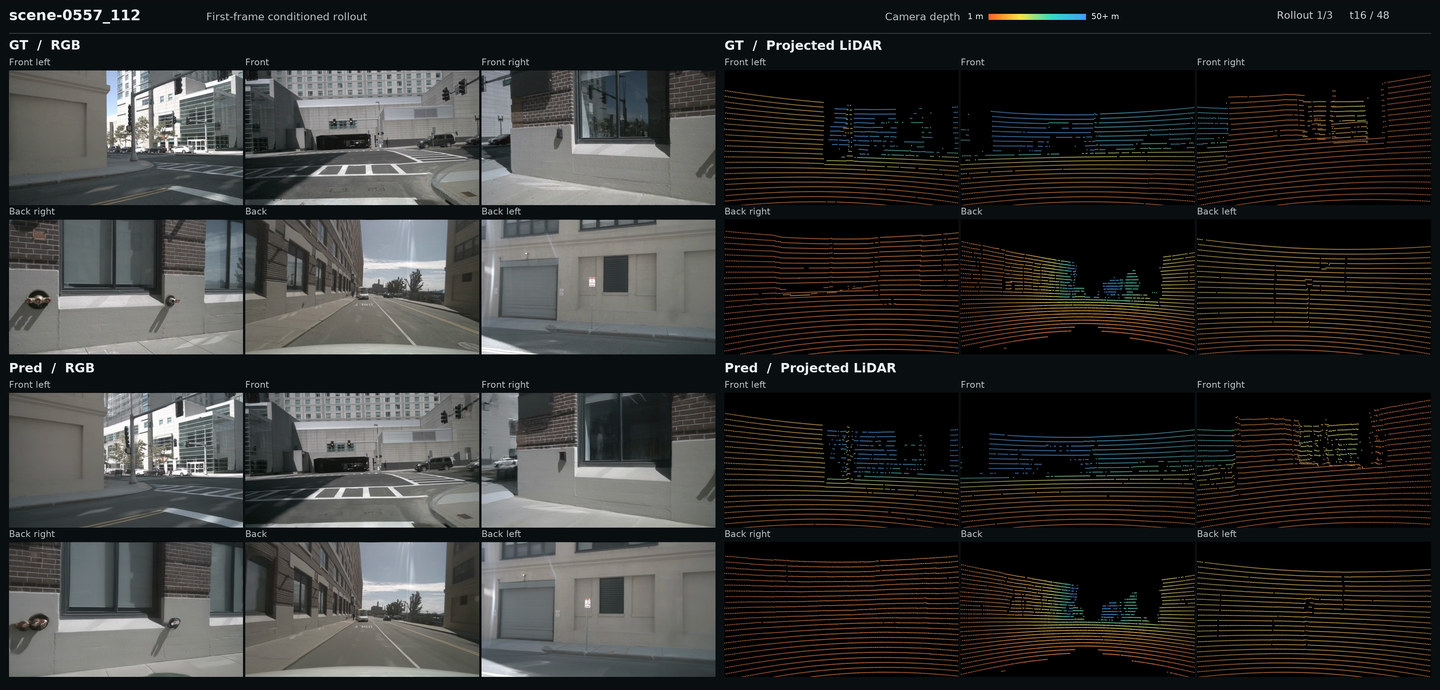 scene-0557_112
First-frame conditioned rollout
Camera depth 1 m 50+ m
Rollout 1/3 t16 / 48
GT / RGB
GT / Projected LiDAR
Front left
Front
Front right
Front left
Front
Front right
Back right
Back
Back left
Back right
Back
Back left
Pred / RGB
Pred / Projected LiDAR
Front left
Front
Front right
Front left
Front
Front right
Back right
Back
Back left
Back right
Back
Back left